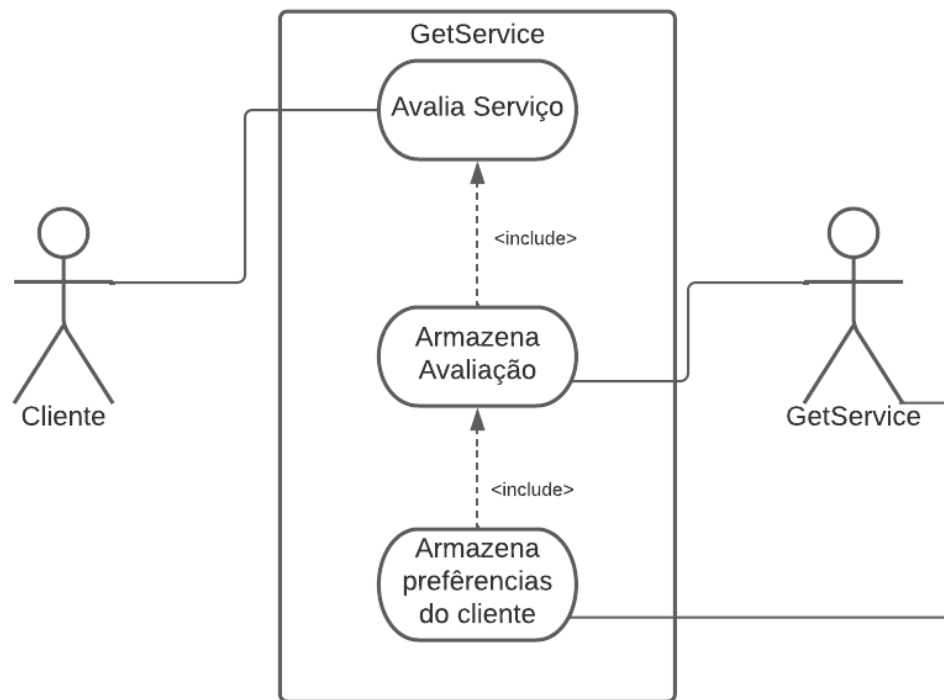 GetService
Avalia Serviço
<include>
Armazena
Avaliação
Cliente
GetService
<include>
Armazena
prefêrencias
do cliente